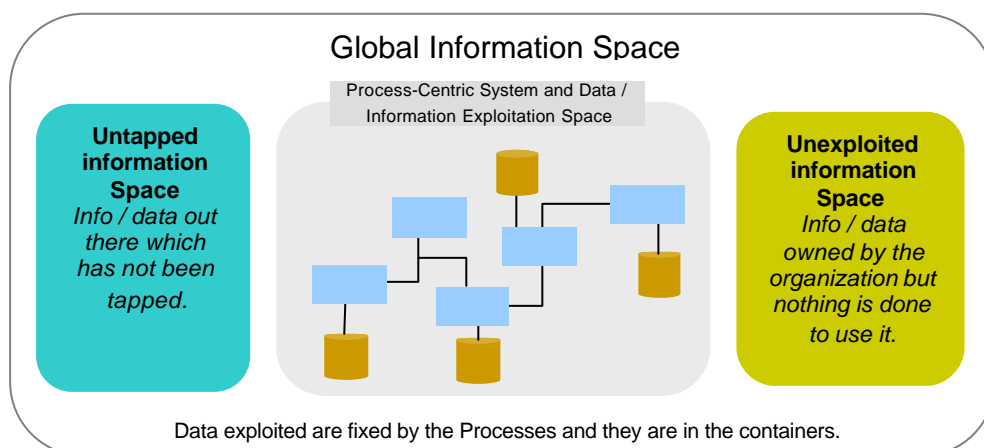 Global Information Space
Process-Centric System and Data /
Information Exploitation Space
Untapped
information
Space
Info / data out
there which
has not been
tapped.
Unexploited
information
Space
Info / data
owned by the
organization but
nothing is done
to use it.
Data exploited are fixed by the Processes and they are in the containers.